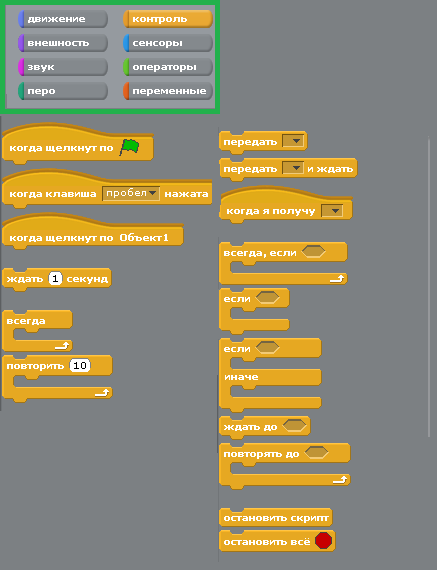 движение контроль
внешность сенсоры
звук операторы
перо переменные
когда щелкнут по
когда клавиша пробел нажата
когда щелкнут по Объект1
ждать 1 секунд
всегда
повторить 10
передать
передать и ждать
когда я получу
всегда, если
если
если
иначе
ждать до
повторять до
остановить скрипт
остановить всё